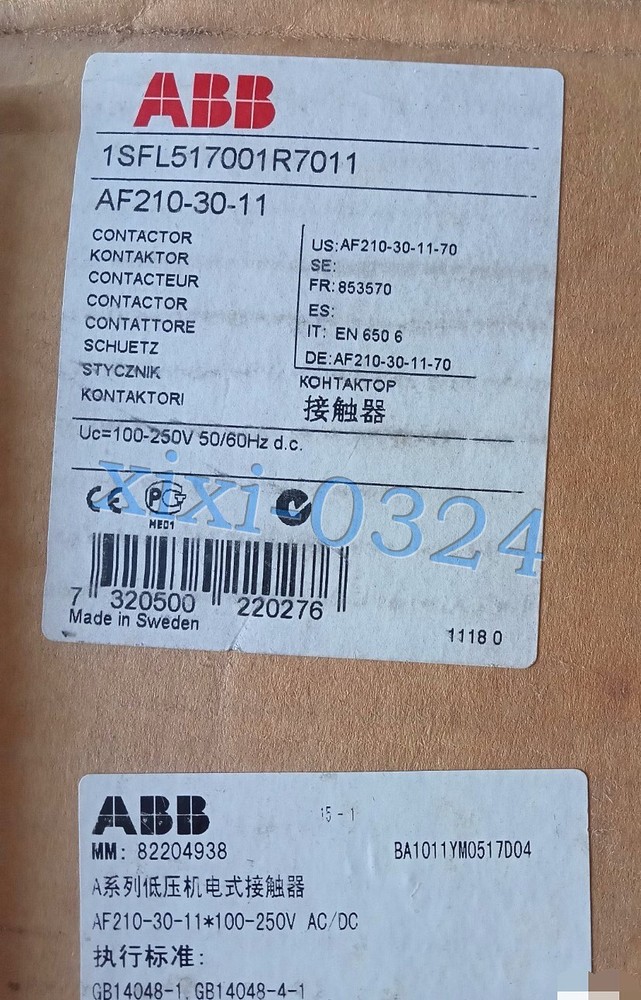 ABB
1SFL517001R7011
AF210-30-11
CONTACTOR
KONTAKTOR
CONTACTEUR
CONTACTOR
CONTATTORE
SCHUETZ
STYCZNIK
KONTAKTORI
US: AF210-30-11-70
SE:
FR: 853570
ES:
IT: EN 650 6
DE: AF210-30-11-70
КОНТАКТОР
接触器
Uc=100-250V 50/60Hz d.c.
CE PG
ME01
xixi-0324
7 320500 220276
Made in Sweden
1118 0
ABB
15-1
MM: 82204938
BA1011YM0517D04
A系列低压机电式接触器
AF210-30-11*100-250V AC/DC
执行标准:
GB14048-1, GB14048-4-1